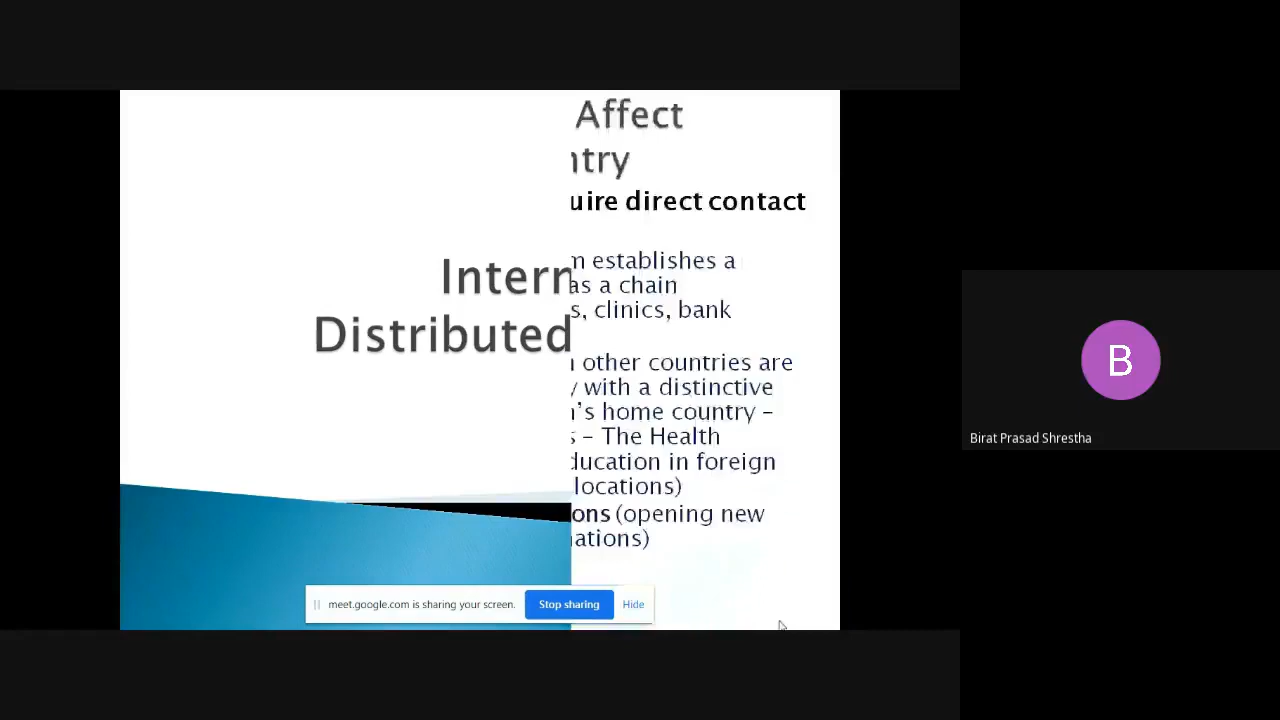 Affect
ntry
uire direct contact
m establishes a
Intern
as a chain
s, clinics, bank
Distributed
other countries are
y with a distinctive
n's home country –
s – The Health
ducation in foreign
locations)
ons (opening new
ations)
meet.google.com is sharing your screen.
Stop sharing
Hide
B
Birat Prasad Shrestha